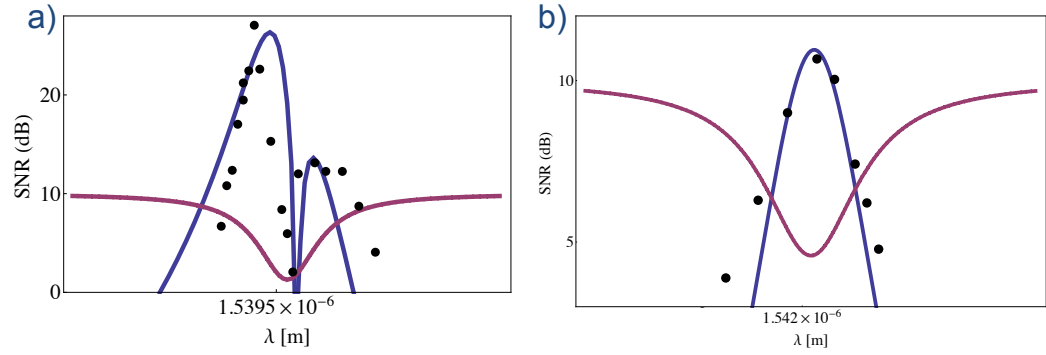 a)
SNR (dB)
20
10
0
1.5395 × 10⁻⁶
λ [m]
b)
SNR (dB)
10
5
1.542 × 10⁻⁶
λ [m]